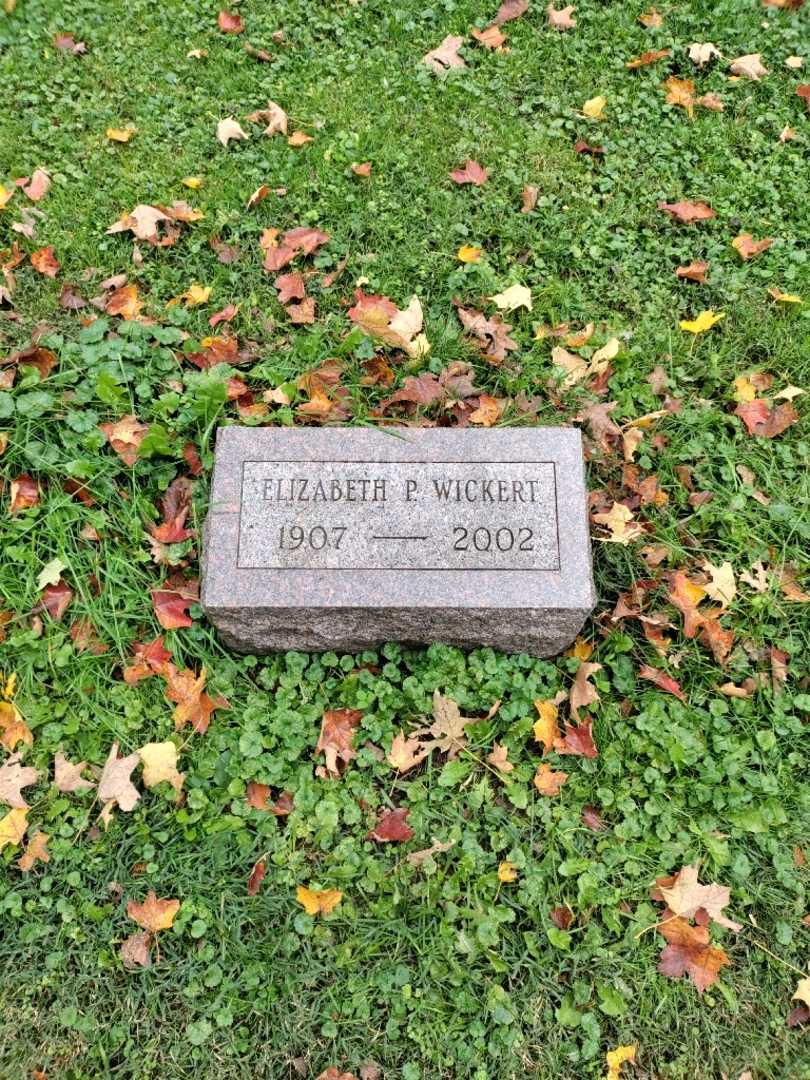 ELIZABETH P. WICKERT
1907 — 2002